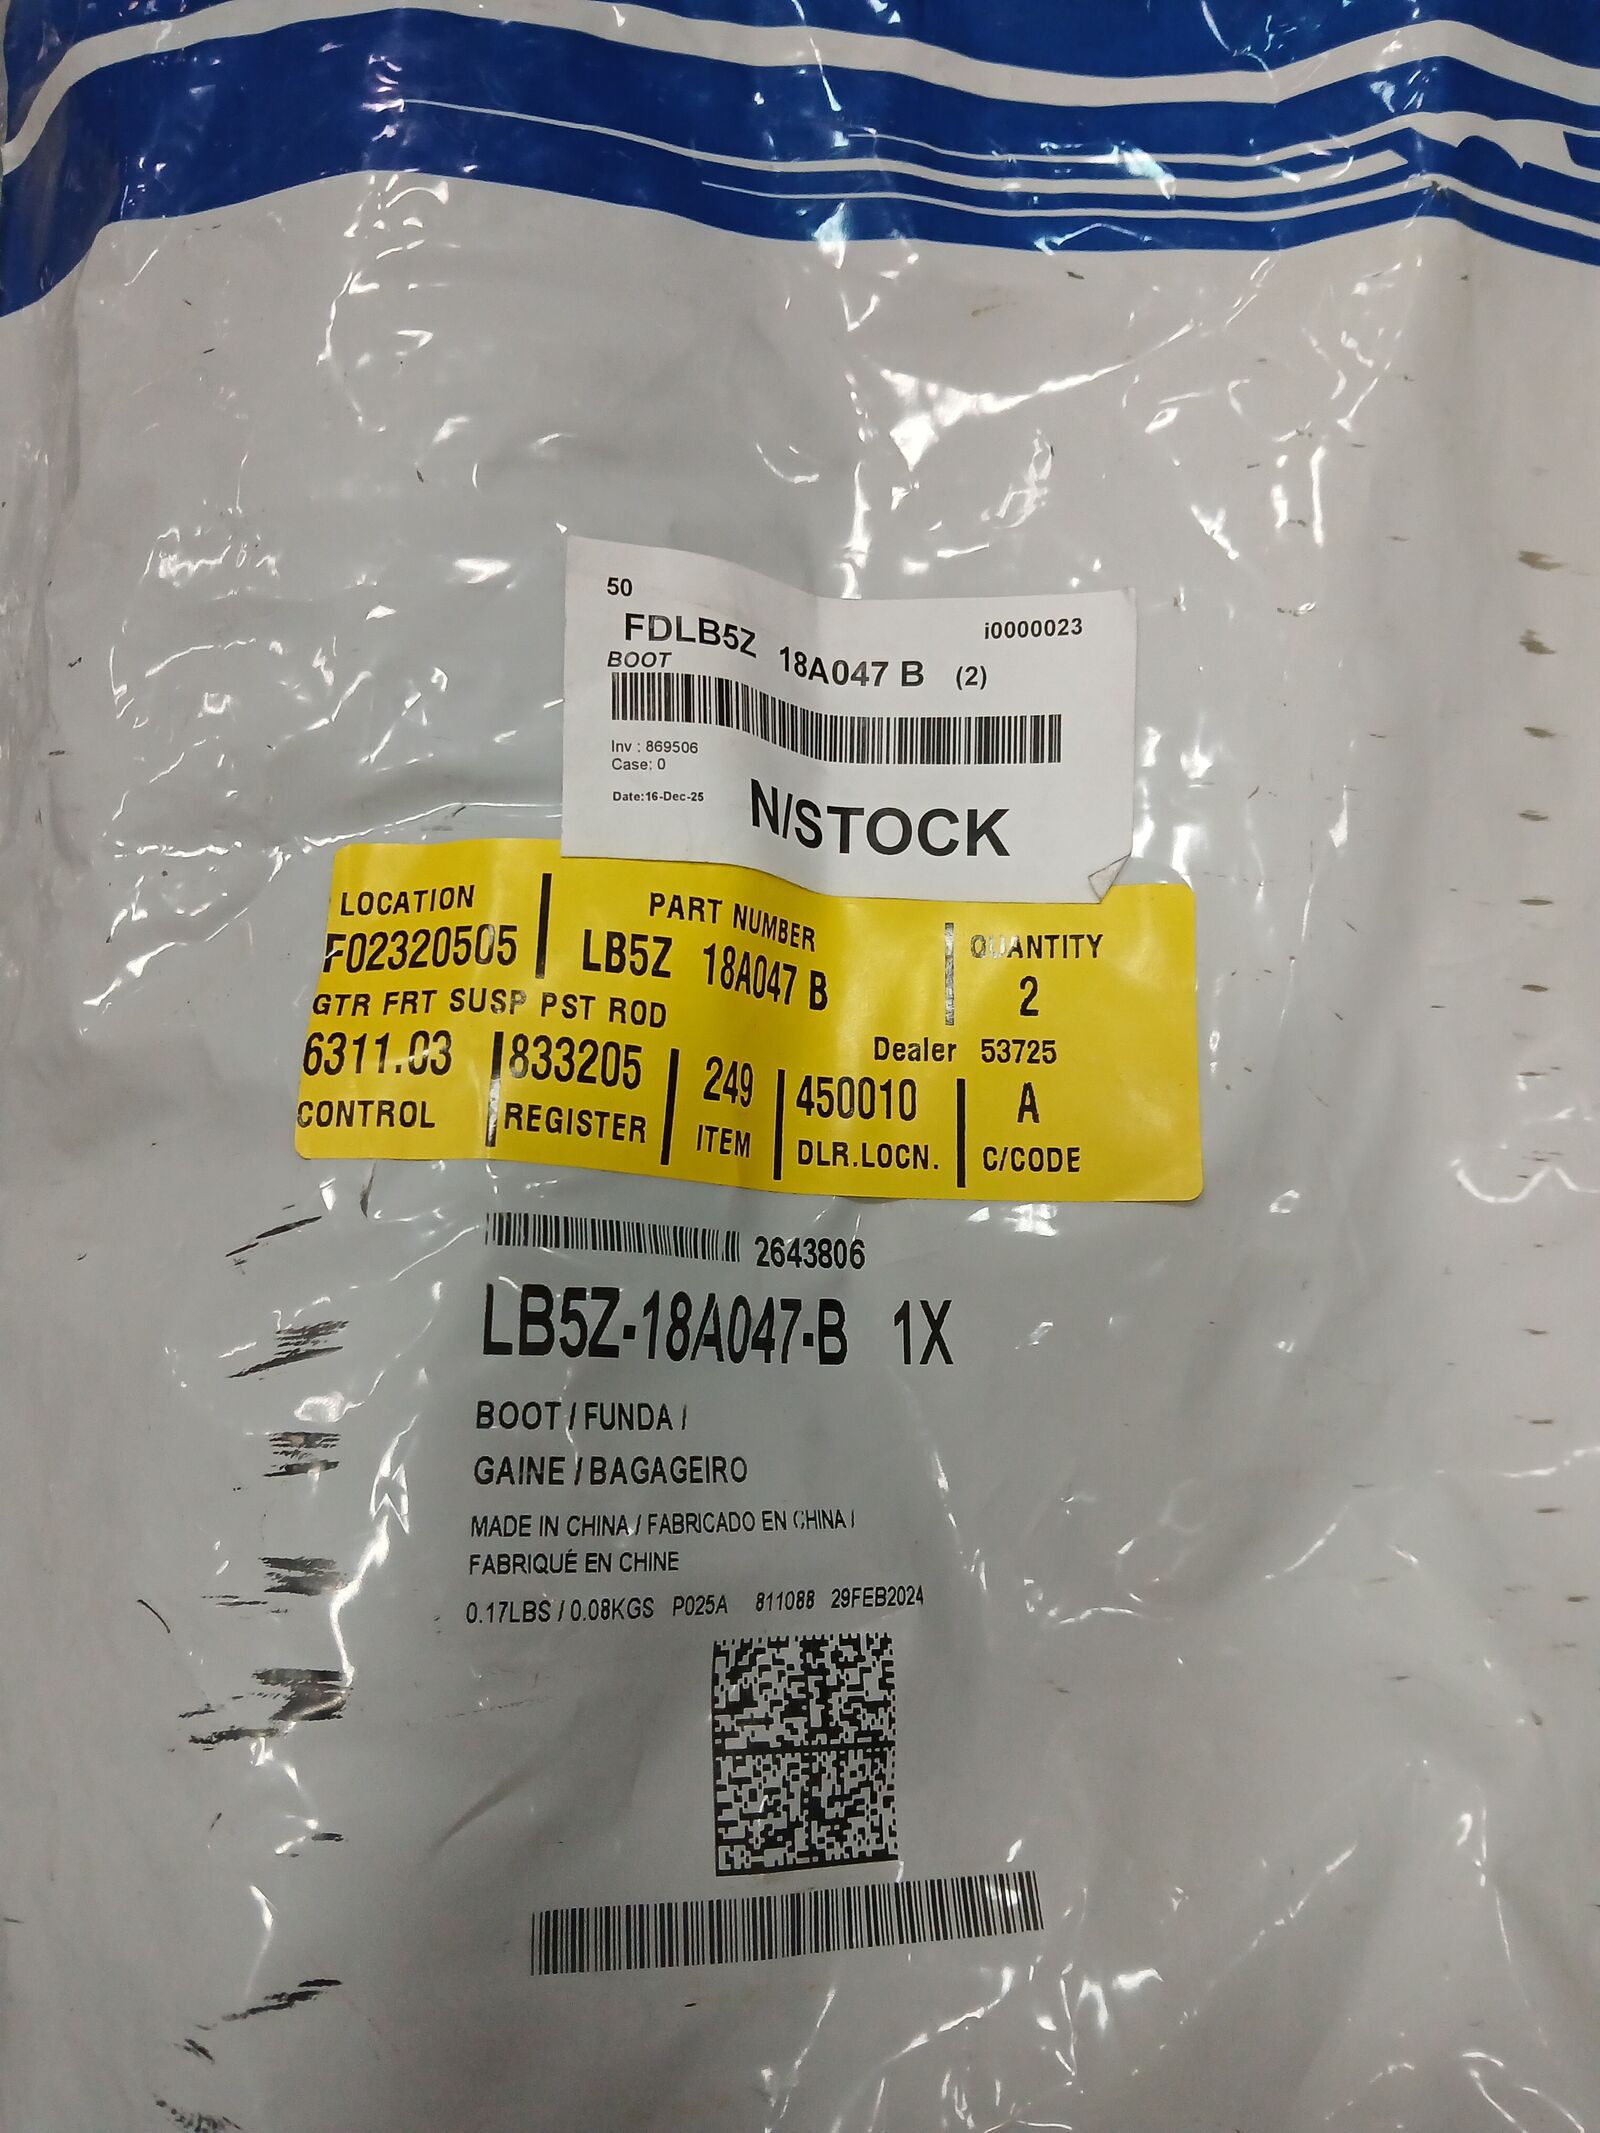 50
i0000023
FDLB5Z 18A047 B (2)
BOOT
Inv : 869506
Case: 0
Date:16-Dec-25
N/STOCK
LOCATION PART NUMBER QUANTITY
F02320505 LB5Z 18A047 B 2
GTR FRT SUSP PST ROD
Dealer 53725
6311.03 833205 249 450010 A
CONTROL REGISTER ITEM DLR.LOCN. C/CODE
2643806
LB5Z-18A047-B 1X
BOOT / FUNDA /
GAINE / BAGAGEIRO
MADE IN CHINA / FABRICADO EN CHINA /
FABRIQUÉ EN CHINE
0.17LBS / 0.08KGS P025A 811088 29FEB2024